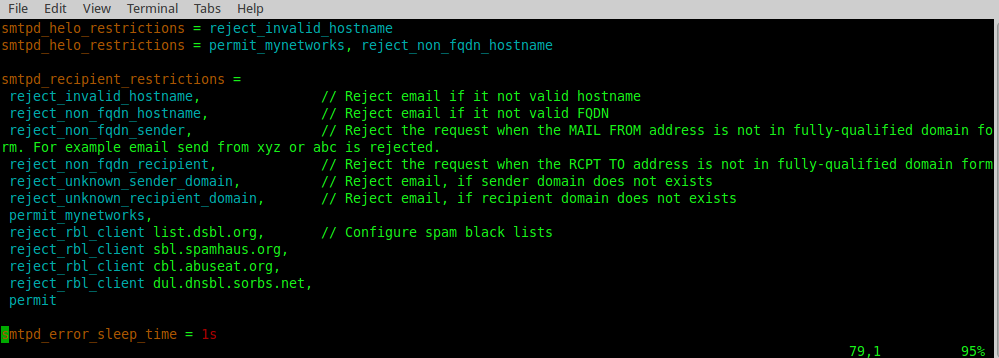 File Edit View Terminal Tabs Help
smtpd_helo_restrictions = reject_invalid_hostname
smtpd_helo_restrictions = permit_mynetworks, reject_non_fqdn_hostname
smtpd_recipient_restrictions =
reject_invalid_hostname, // Reject email if it not valid hostname
reject_non_fqdn_hostname, // Reject email if it not valid FQDN
reject_non_fqdn_sender, // Reject the request when the MAIL FROM address is not in fully-qualified domain fo
rm. For example email send from xyz or abc is rejected.
reject_non_fqdn_recipient, // Reject the request when the RCPT TO address is not in fully-qualified domain form
reject_unknown_sender_domain, // Reject email, if sender domain does not exists
reject_unknown_recipient_domain, // Reject email, if recipient domain does not exists
permit_mynetworks,
reject_rbl_client list.dsbl.org, // Configure spam black lists
reject_rbl_client sbl.spamhaus.org,
reject_rbl_client cbl.abuseat.org,
reject_rbl_client dul.dnsbl.sorbs.net,
permit
smtpd_error_sleep_time = 1s
79,1 95%